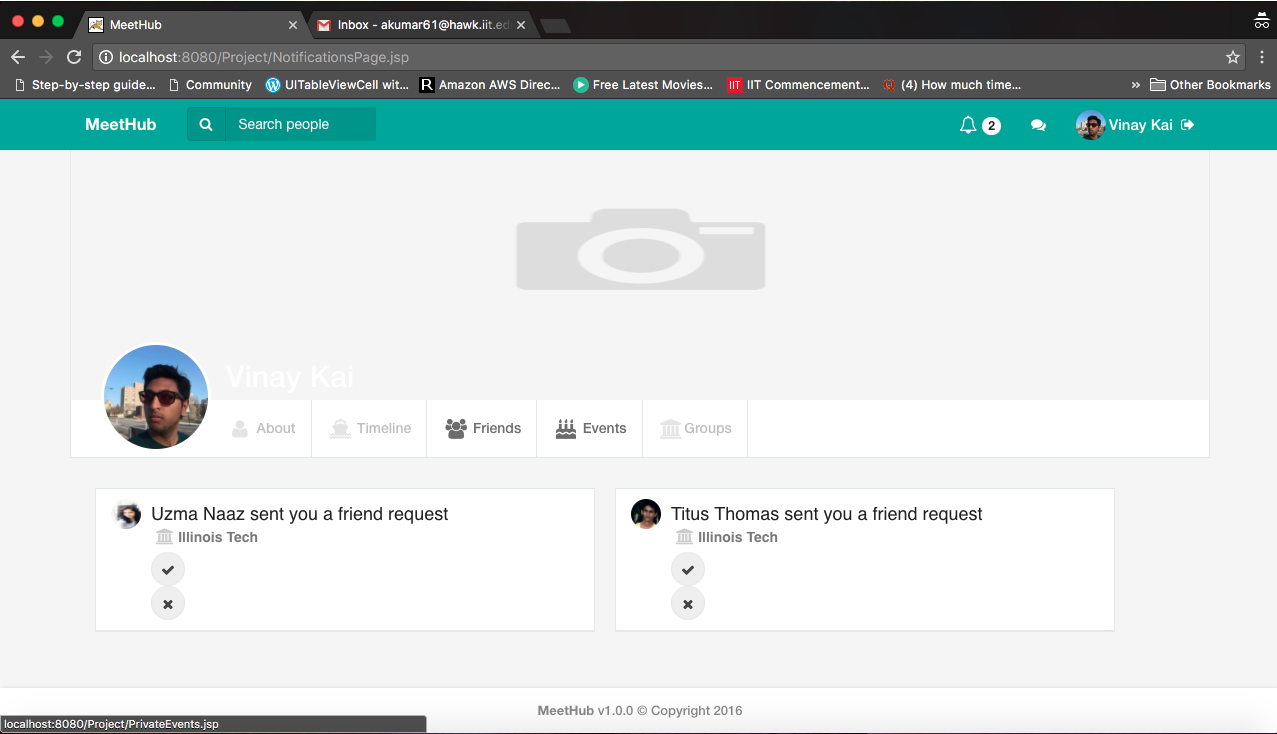 MeetHub
Inbox - akumar61@hawk.iit.ed
localhost:8080/Project/NotificationsPage.jsp
Step-by-step guide... Community UITableViewCell wit... R Amazon AWS Direc... Free Latest Movies... IIT IIT Commencement... (4) How much time... » Other Bookmarks
MeetHub Search people 2 Vinay Kai
Vinay Kai
About Timeline Friends Events Groups
Uzma Naaz sent you a friend request
Illinois Tech
Titus Thomas sent you a friend request
Illinois Tech
MeetHub v1.0.0 © Copyright 2016
localhost:8080/Project/PrivateEvents.jsp